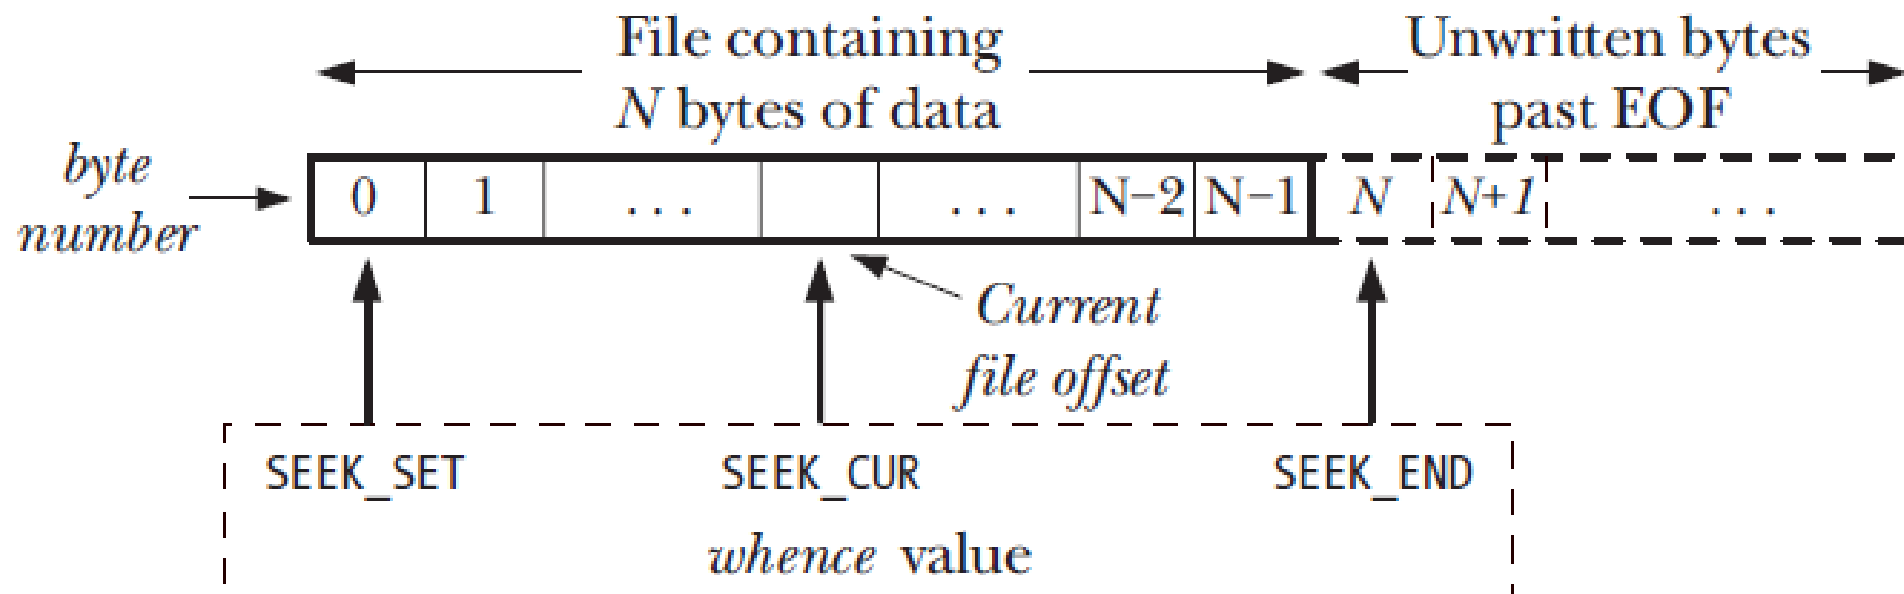 File containing
N bytes of data
Unwritten bytes
past EOF
byte
number
0 1 ... ... N−2 N−1 N N+1 ...
Current
file offset
SEEK_SET SEEK_CUR SEEK_END
whence value